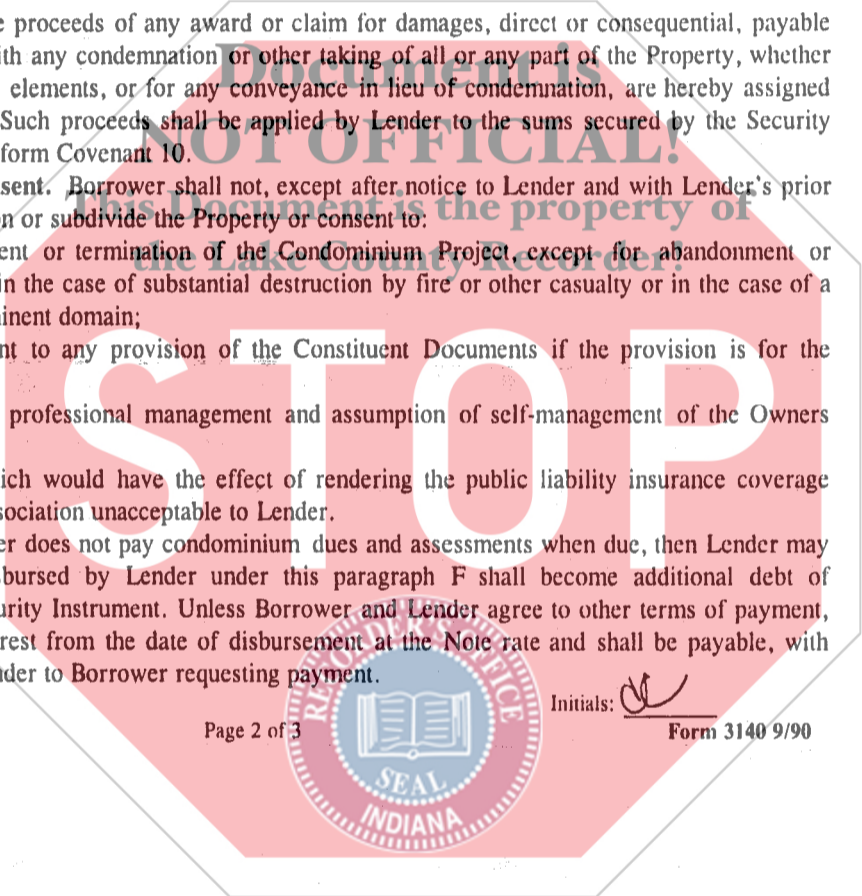 e proceeds of any award or claim for damages, direct or consequential, payable
ith any condemnation or other taking of all or any part of the Property, whether
elements, or for any conveyance in lieu of condemnation, are hereby assigned
Such proceeds shall be applied by Lender to the sums secured by the Security
form Covenant 10.
sent. Borrower shall not, except after notice to Lender and with Lender's prior
on or subdivide the Property or consent to:
ent or termination of the Condominium Project, except for abandonment or
in the case of substantial destruction by fire or other casualty or in the case of a
inent domain;
nt to any provision of the Constituent Documents if the provision is for the
professional management and assumption of self-management of the Owners
ich would have the effect of rendering the public liability insurance coverage
sociation unacceptable to Lender.
er does not pay condominium dues and assessments when due, then Lender may
bursed by Lender under this paragraph F shall become additional debt of
urity Instrument. Unless Borrower and Lender agree to other terms of payment,
rest from the date of disbursement at the Note rate and shall be payable, with
nder to Borrower requesting payment.
Initials:
Page 2 of 3
Form 3140 9/90
Document is
NOT OFFICIAL!
This Document is the property of
the Lake County Recorder!
STOP
RECORDER'S OFFICE
SEAL
INDIANA